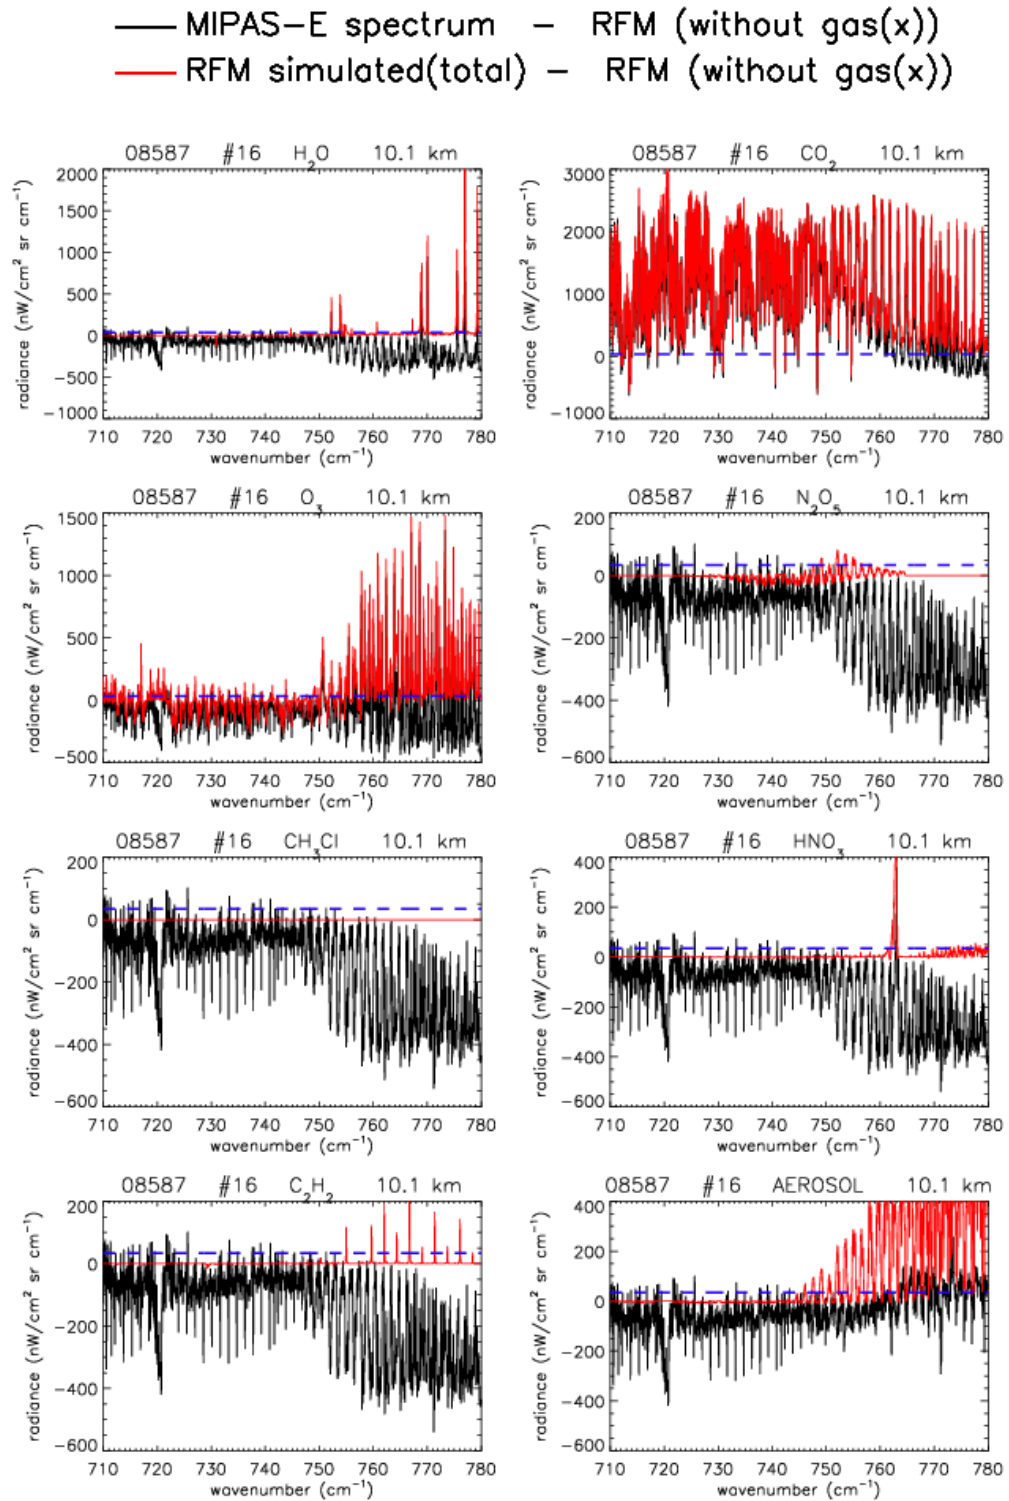 MIPAS−E spectrum − RFM (without gas(x))
RFM simulated(total) − RFM (without gas(x))
08587 #16 H₂O 10.1 km
radiance (nW/cm² sr cm⁻¹)
2000
1500
1000
500
0
−500
−1000
710 720 730 740 750 760 770 780
wavenumber (cm⁻¹)
08587 #16 CO₂ 10.1 km
radiance (nW/cm² sr cm⁻¹)
3000
2000
1000
0
−1000
710 720 730 740 750 760 770 780
wavenumber (cm⁻¹)
08587 #16 O₃ 10.1 km
radiance (nW/cm² sr cm⁻¹)
1500
1000
500
0
−500
710 720 730 740 750 760 770 780
wavenumber (cm⁻¹)
08587 #16 N₂O₅ 10.1 km
radiance (nW/cm² sr cm⁻¹)
200
0
−200
−400
−600
710 720 730 740 750 760 770 780
wavenumber (cm⁻¹)
08587 #16 CH₃Cl 10.1 km
radiance (nW/cm² sr cm⁻¹)
200
0
−200
−400
−600
710 720 730 740 750 760 770 780
wavenumber (cm⁻¹)
08587 #16 HNO₃ 10.1 km
radiance (nW/cm² sr cm⁻¹)
400
200
0
−200
−400
−600
710 720 730 740 750 760 770 780
wavenumber (cm⁻¹)
08587 #16 C₂H₂ 10.1 km
radiance (nW/cm² sr cm⁻¹)
200
0
−200
−400
−600
710 720 730 740 750 760 770 780
wavenumber (cm⁻¹)
08587 #16 AEROSOL 10.1 km
radiance (nW/cm² sr cm⁻¹)
400
200
0
−200
−400
−600
710 720 730 740 750 760 770 780
wavenumber (cm⁻¹)